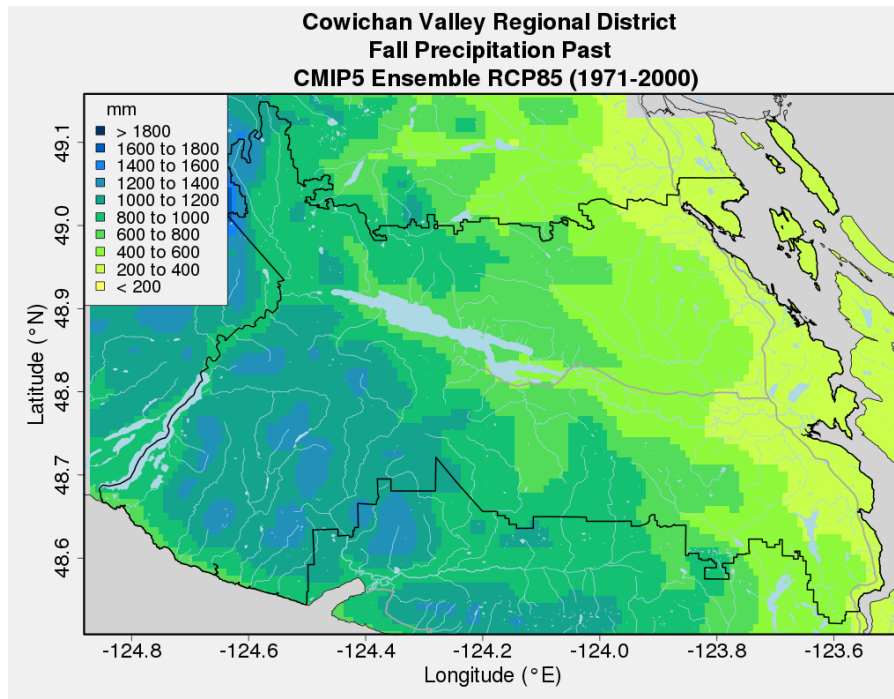 Cowichan Valley Regional District
Fall Precipitation Past
CMIP5 Ensemble RCP85 (1971-2000)
mm
> 1800
1600 to 1800
1400 to 1600
1200 to 1400
1000 to 1200
800 to 1000
600 to 800
400 to 600
200 to 400
< 200
49.1
49.0
48.9
48.8
48.7
48.6
Latitude (°N)
-124.8
-124.6
-124.4
-124.2
-124.0
-123.8
-123.6
Longitude (°E)